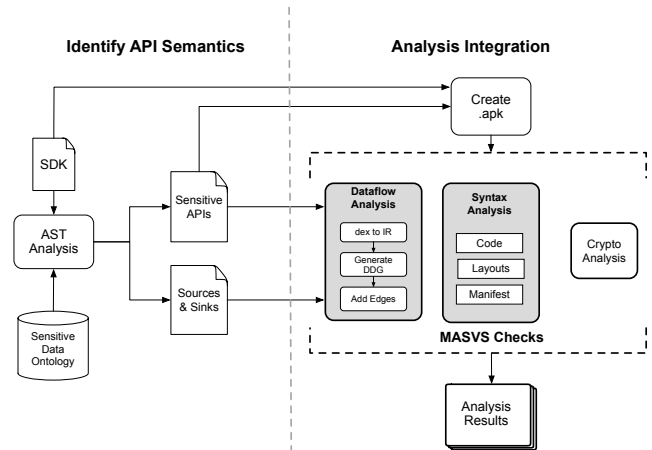 Identify API Semantics
Analysis Integration
Create
.apk
SDK
Sensitive
APIs
AST
Analysis
Sources
& Sinks
Sensitive
Data
Ontology
Dataflow
Analysis
dex to IR
Generate
DDG
Add Edges
Syntax
Analysis
Code
Layouts
Manifest
Crypto
Analysis
MASVS Checks
Analysis
Results